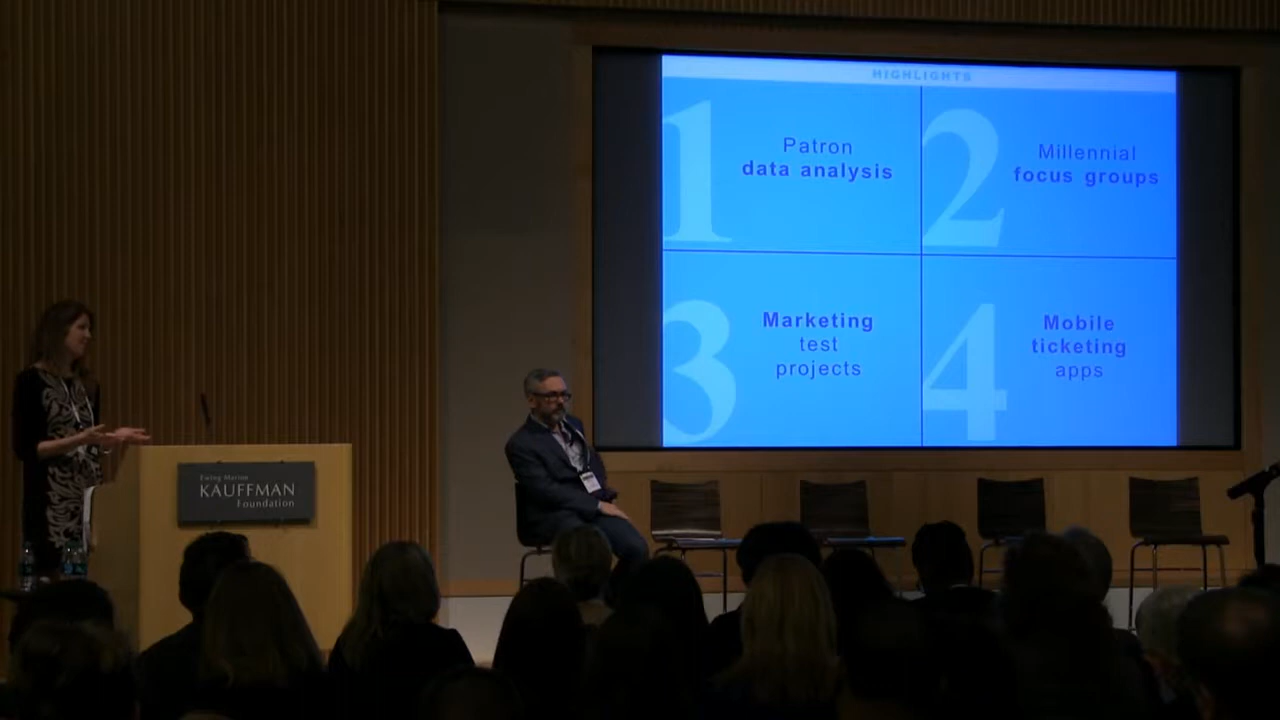 HIGHLIGHTS
1
Patron
data analysis
2
Millennial
focus groups
3
Marketing
test
projects
4
Mobile
ticketing
apps
Ewing Marion
KAUFFMAN
Foundation